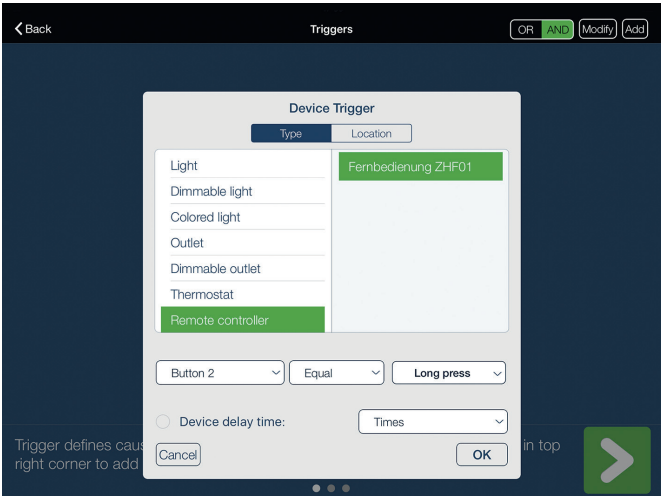 Back
Triggers
OR AND Modify Add
Device Trigger
Type Location
Light
Dimmable light
Colored light
Outlet
Dimmable outlet
Thermostat
Remote controller
Fernbedienung ZHF01
Button 2 Equal Long press
Device delay time: Times
Cancel OK
Trigger defines caus in top
right corner to add